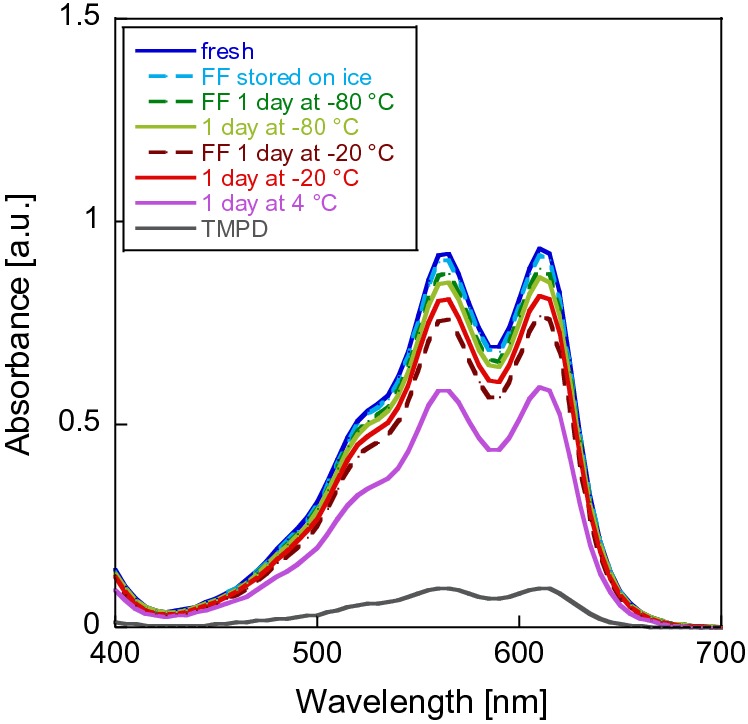 1.5
fresh
FF stored on ice
FF 1 day at -80 °C
1 day at -80 °C
FF 1 day at -20 °C
1 day at -20 °C
1 day at 4 °C
TMPD
1
Absorbance [a.u.]
0.5
0
400 500 600 700
Wavelength [nm]